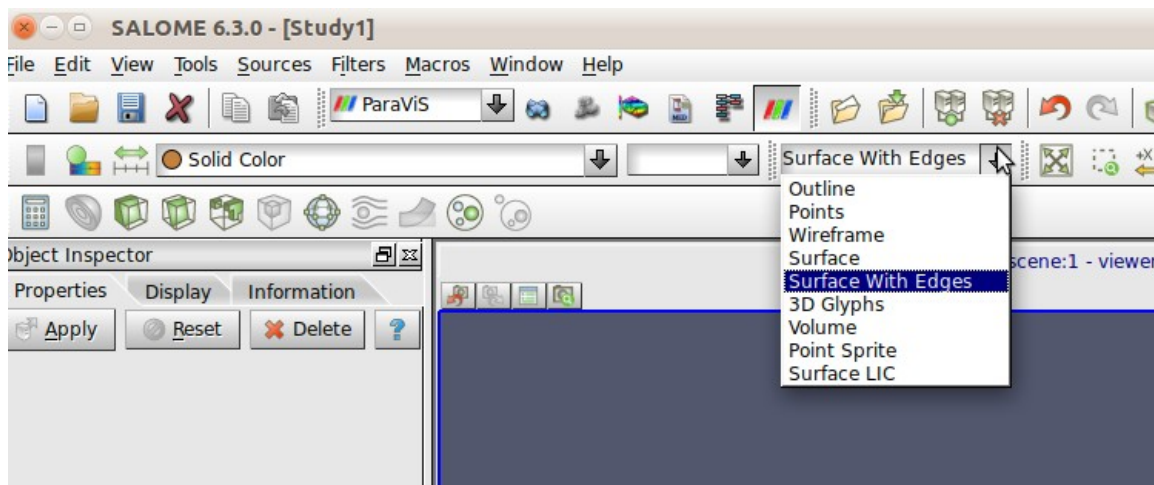 SALOME 6.3.0 - [Study1]
File Edit View Tools Sources Filters Macros Window Help
ParaViS
Solid Color
Surface With Edges
+X
Outline
Points
Wireframe
Surface
Surface With Edges
3D Glyphs
Volume
Point Sprite
Surface LIC
Object Inspector
scene:1 - viewer
Properties Display Information
Apply Reset Delete ?